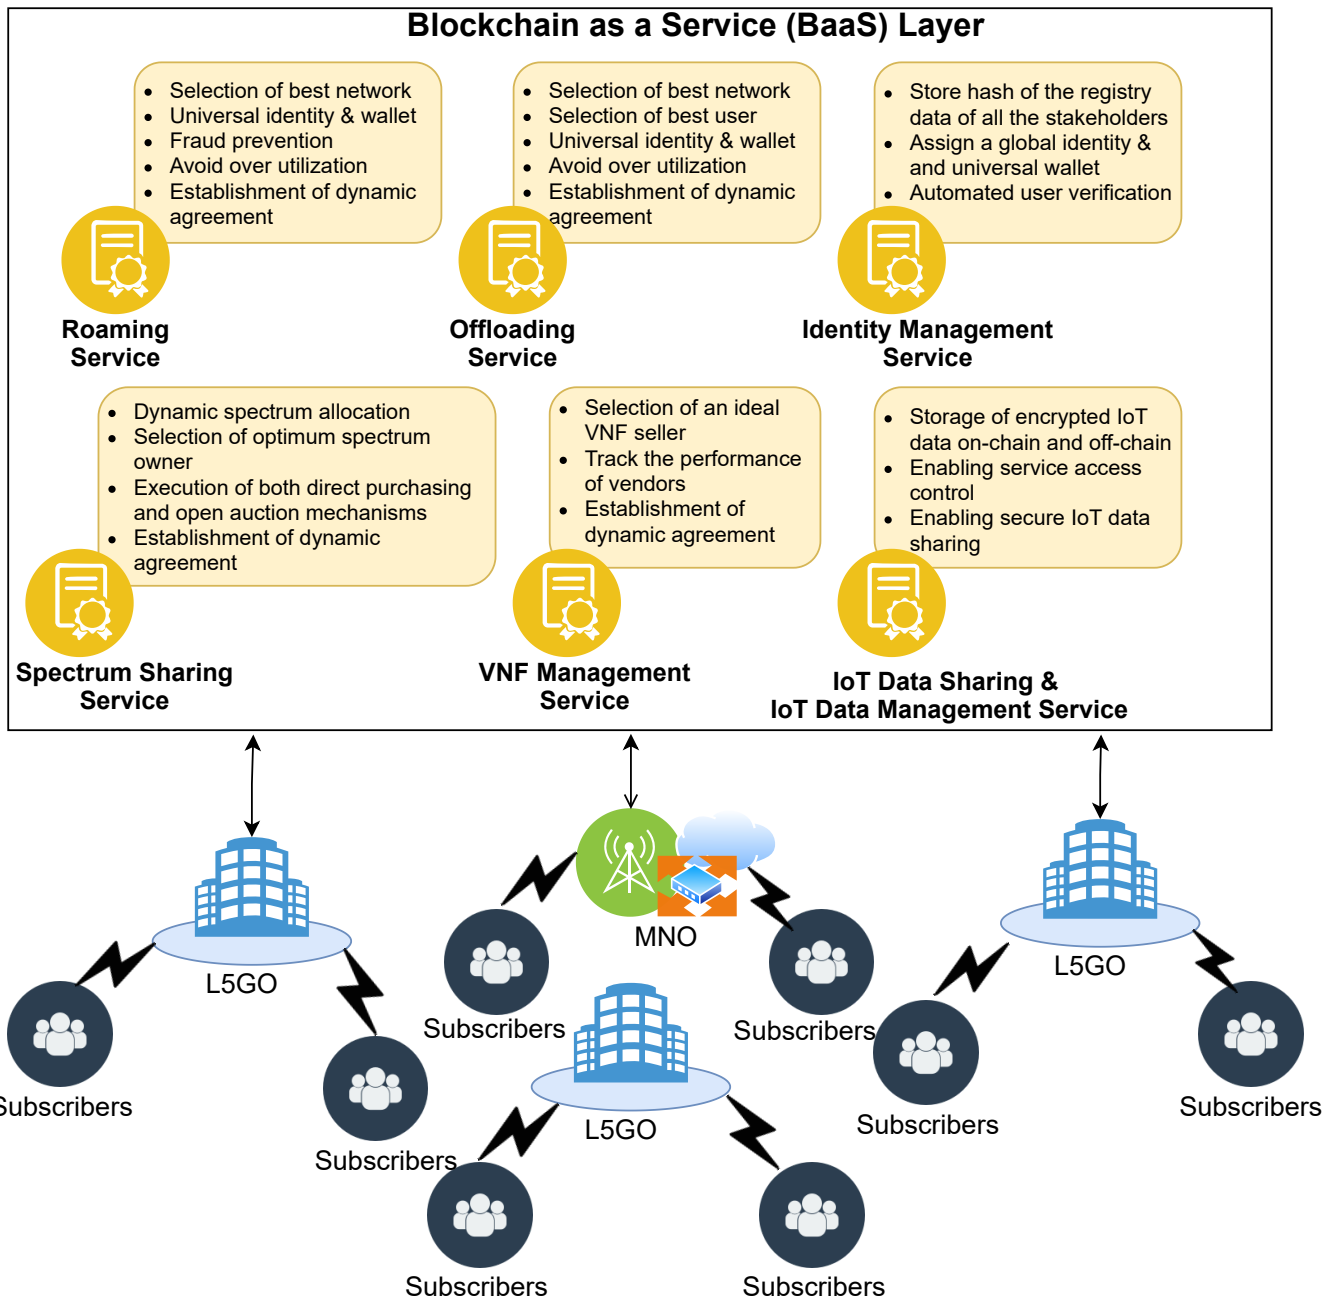 Blockchain as a Service (BaaS) Layer
Selection of best network
Universal identity & wallet
Fraud prevention
Avoid over utilization
Establishment of dynamic
agreement
Roaming
Service
Selection of best network
Selection of best user
Universal identity & wallet
Avoid over utilization
Establishment of dynamic
agreement
Offloading
Service
Store hash of the registry
data of all the stakeholders
Assign a global identity &
and universal wallet
Automated user verification
Identity Management
Service
Dynamic spectrum allocation
Selection of optimum spectrum
owner
Execution of both direct purchasing
and open auction mechanisms
Establishment of dynamic
agreement
Spectrum Sharing
Service
Selection of an ideal
VNF seller
Track the performance
of vendors
Establishment of
dynamic agreement
VNF Management
Service
Storage of encrypted IoT
data on-chain and off-chain
Enabling service access
control
Enabling secure IoT data
sharing
IoT Data Sharing &
IoT Data Management Service
MNO
L5GO
L5GO
Subscribers
Subscribers
Subscribers
Subscribers
Subscribers
L5GO
Subscribers
Subscribers
Subscribers